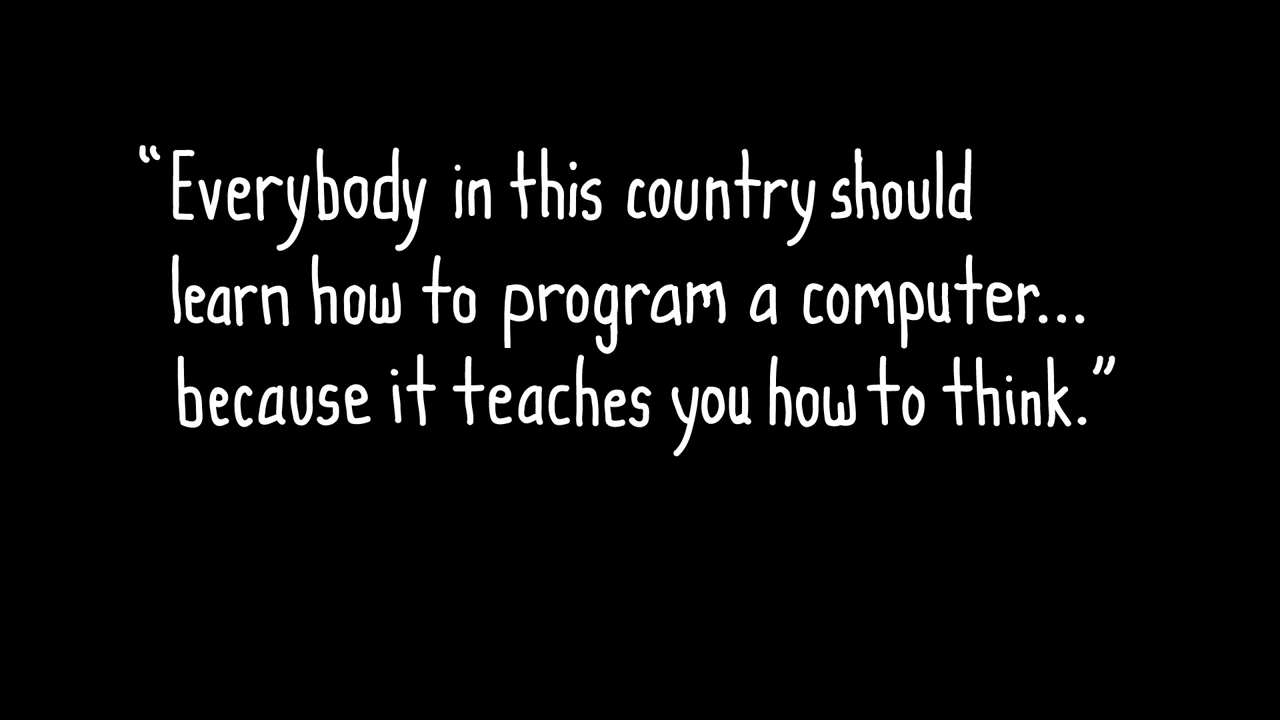 “Everybody in this country should
learn how to program a computer...
because it teaches you how to think.”